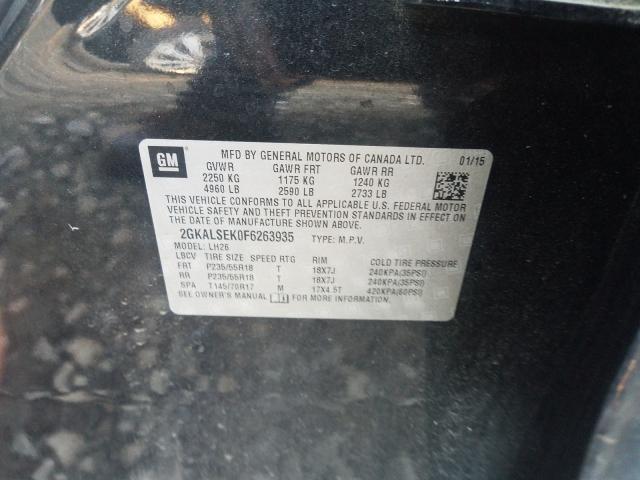 GM
MFD BY GENERAL MOTORS OF CANADA LTD. 01/15
GVWR GAWR FRT GAWR RR
2250 KG 1175 KG 1240 KG
4960 LB 2590 LB 2733 LB
THIS VEHICLE CONFORMS TO ALL APPLICABLE U.S. FEDERAL MOTOR
VEHICLE SAFETY AND THEFT PREVENTION STANDARDS IN EFFECT ON
THE DATE OF MANUFACTURE SHOWN ABOVE.
2GKALSEK0F6263935 TYPE: M.P.V.
MODEL: LH26
LBCV TIRE SIZE SPEED RTG RIM COLD TIRE PRESSURE
FRT P235/55R18 T 18X7J 240KPA(35PSI)
RR P235/55R18 T 18X7J 240KPA(35PSI)
SPA T145/70R17 M 17X4.5T 420KPA(60PSI)
SEE OWNER'S MANUAL FOR MORE INFORMATION.